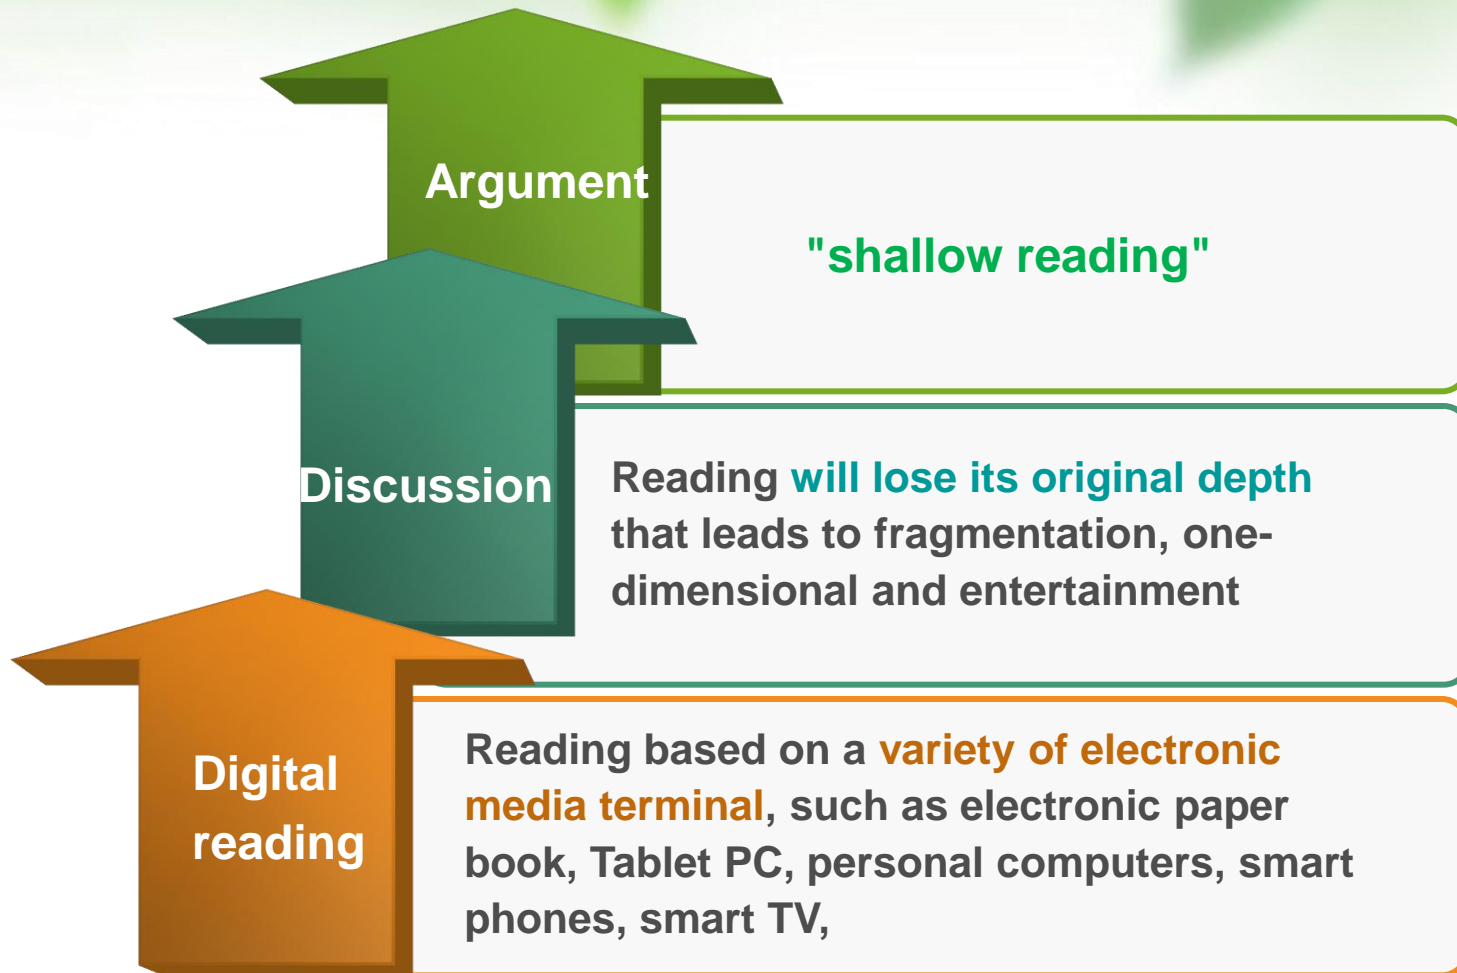 Argument
"shallow reading"
Discussion
Reading will lose its original depth
that leads to fragmentation, one-
dimensional and entertainment
Digital
reading
Reading based on a variety of electronic
media terminal, such as electronic paper
book, Tablet PC, personal computers, smart
phones, smart TV,